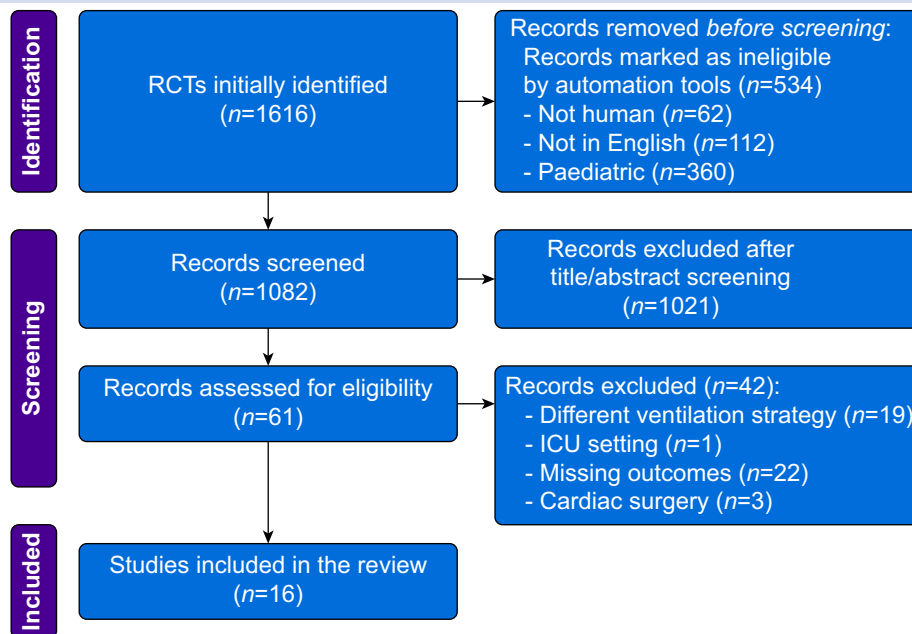 Identification
RCTs initially identified
(n=1616)
Records removed before screening:
Records marked as ineligible
by automation tools (n=534)
- Not human (n=62)
- Not in English (n=112)
- Paediatric (n=360)
Screening
Records screened
(n=1082)
Records excluded after
title/abstract screening
(n=1021)
Records assessed for eligibility
(n=61)
Records excluded (n=42):
- Different ventilation strategy (n=19)
- ICU setting (n=1)
- Missing outcomes (n=22)
- Cardiac surgery (n=3)
Included
Studies included in the review
(n=16)